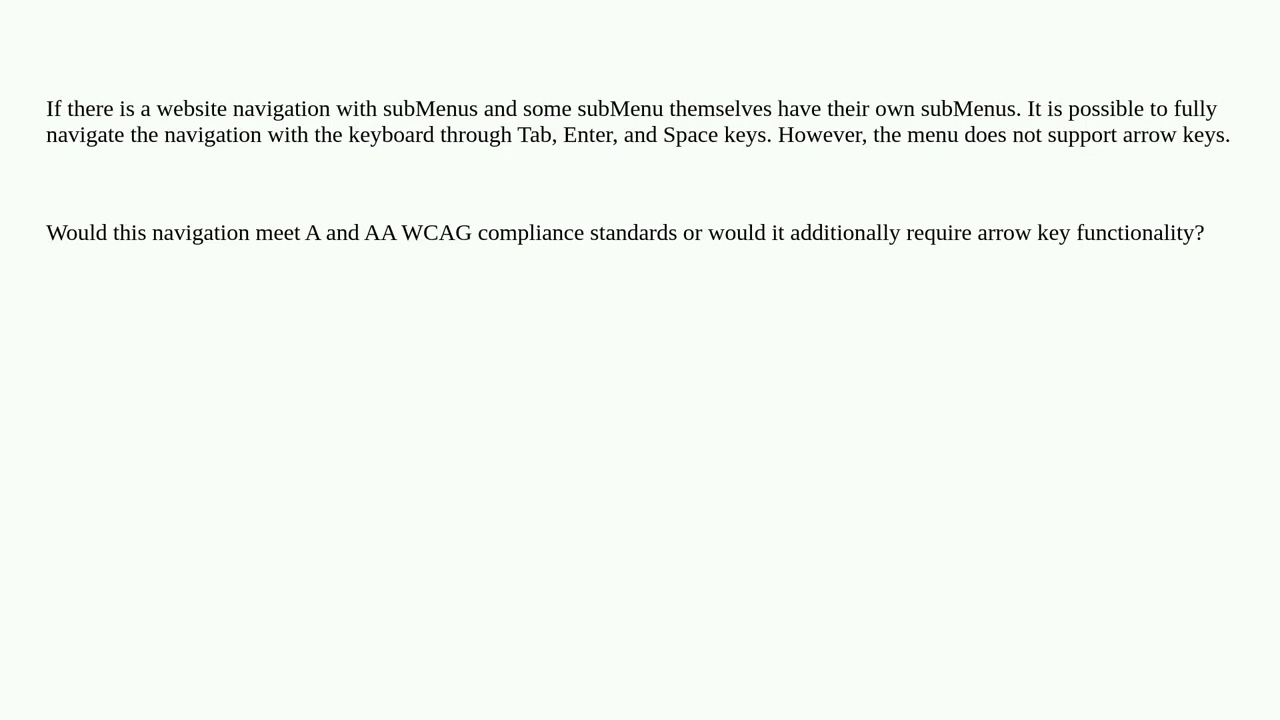 If there is a website navigation with subMenus and some subMenu themselves have their own subMenus. It is possible to fully
navigate the navigation with the keyboard through Tab, Enter, and Space keys. However, the menu does not support arrow keys.
Would this navigation meet A and AA WCAG compliance standards or would it additionally require arrow key functionality?